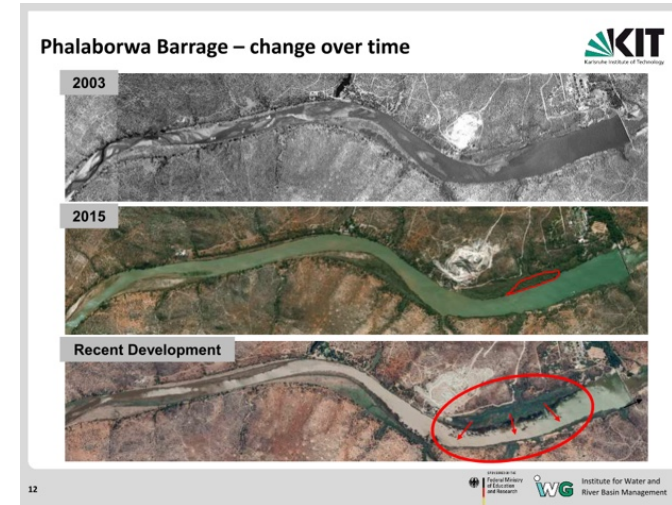 Phalaborwa Barrage – change over time
KIT
Karlsruhe Institute of Technology
2003
2015
Recent Development
12
Federal Ministry
of Education
and Research
iWG
Institute for Water and
River Basin Management